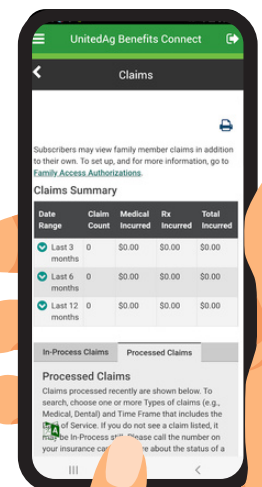 UnitedAg Benefits Connect
Claims
Subscribers may view family member claims in addition
to their own. To set up, and for more information, go to
Family Access Authorizations.
Claims Summary
Date Range Claim Count Medical Incurred Rx Incurred Total Incurred
Last 3 months 0 $0.00 $0.00 $0.00
Last 6 months 0 $0.00 $0.00 $0.00
Last 12 months 0 $0.00 $0.00 $0.00
In-Process Claims Processed Claims
Processed Claims
Claims processed recently are shown below. To
search, choose one or more Types of claims (e.g.,
Medical, Dental) and Time Frame that includes the
of Service. If you do not see a claim listed, it
may be In-Process Please call the number on
your insurance about the status of a